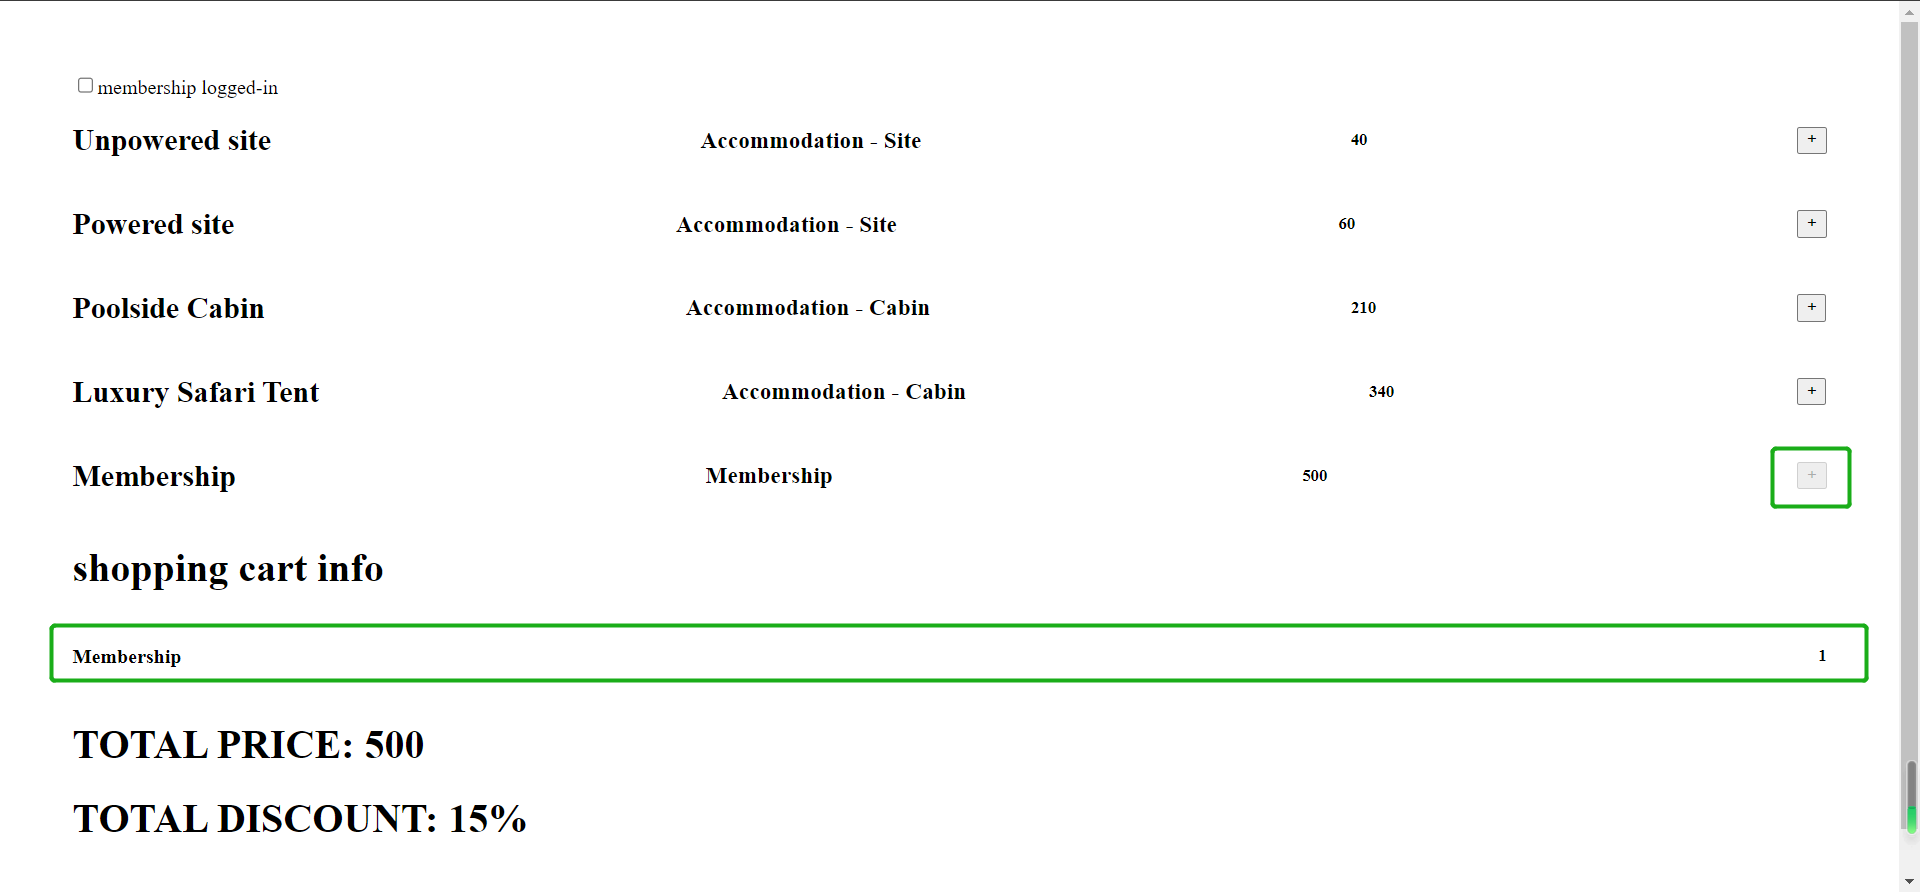 membership logged-in
Unpowered site Accommodation - Site 40 +
Powered site Accommodation - Site 60 +
Poolside Cabin Accommodation - Cabin 210 +
Luxury Safari Tent Accommodation - Cabin 340 +
Membership Membership 500 +
shopping cart info
Membership 1
TOTAL PRICE: 500
TOTAL DISCOUNT: 15%